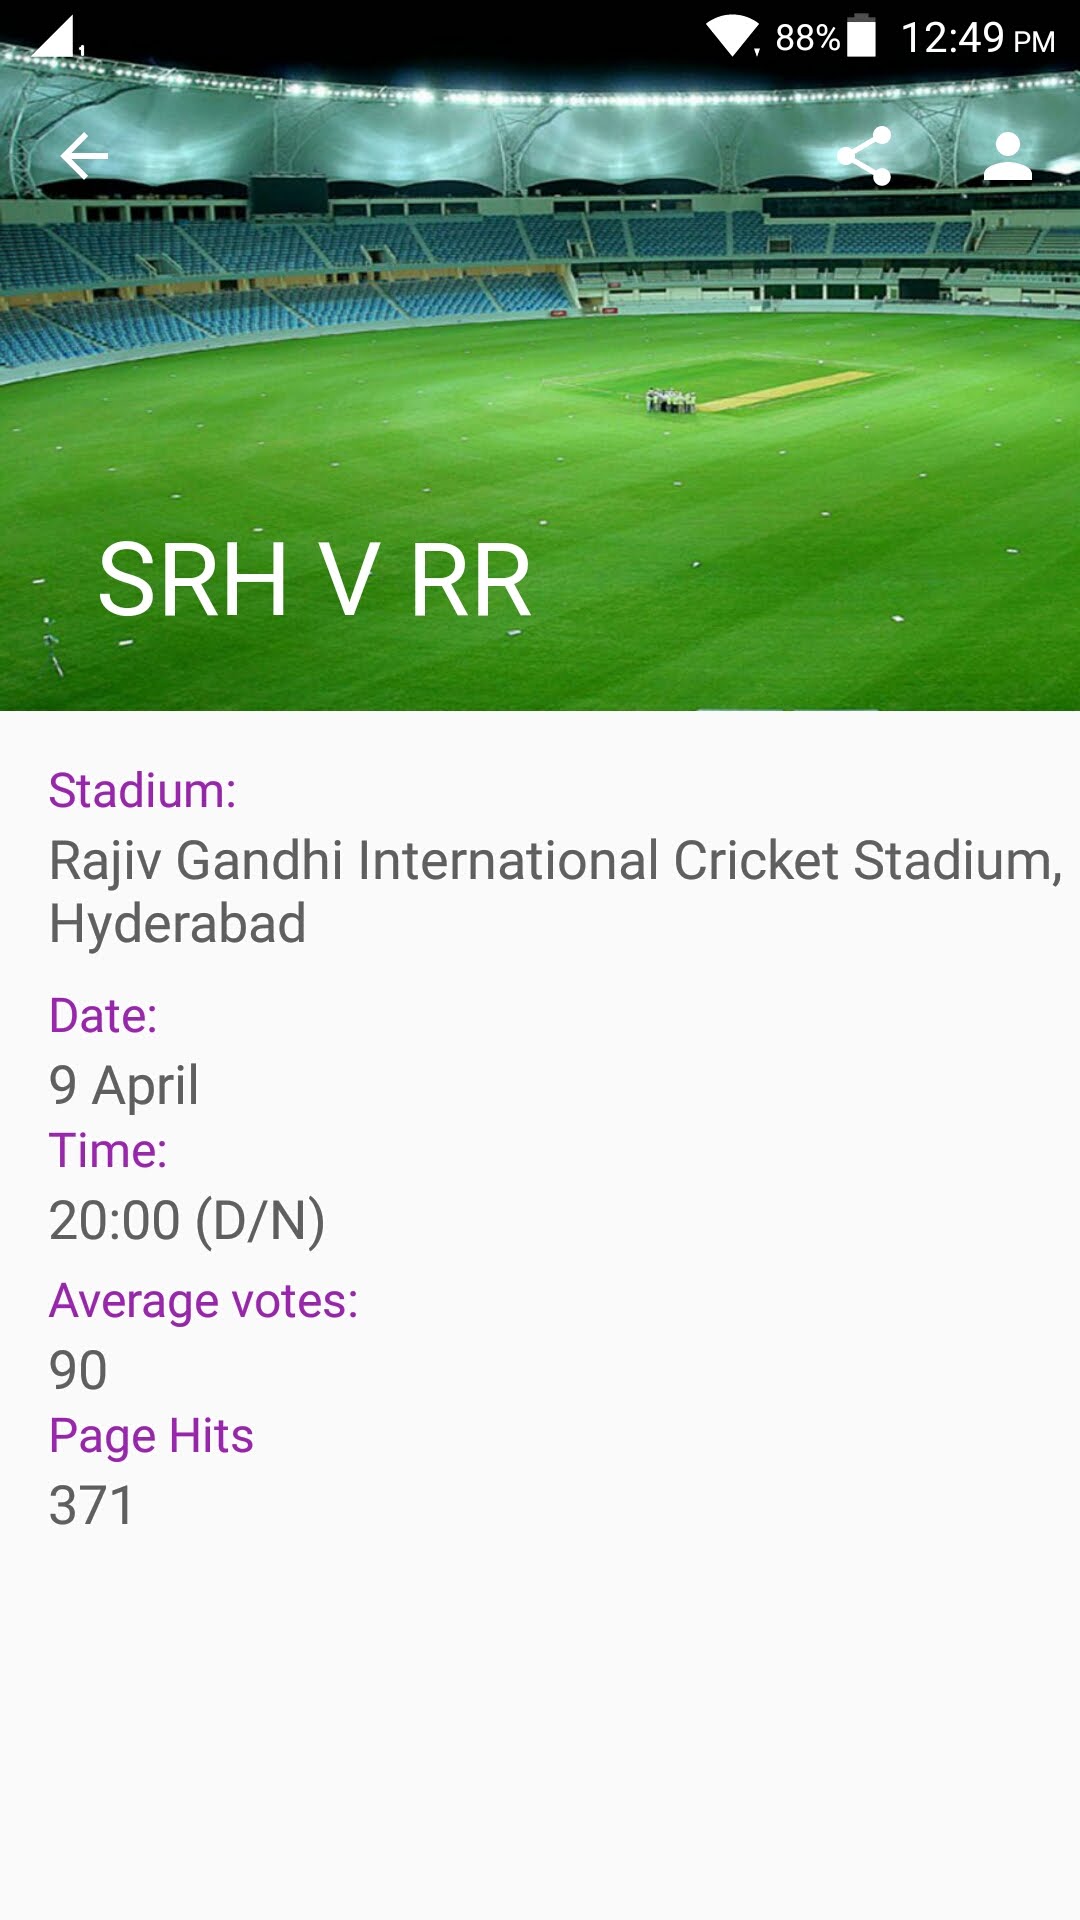 1 88% 12:49 PM
SRH V RR
Stadium:
Rajiv Gandhi International Cricket Stadium,
Hyderabad
Date:
9 April
Time:
20:00 (D/N)
Average votes:
90
Page Hits
371